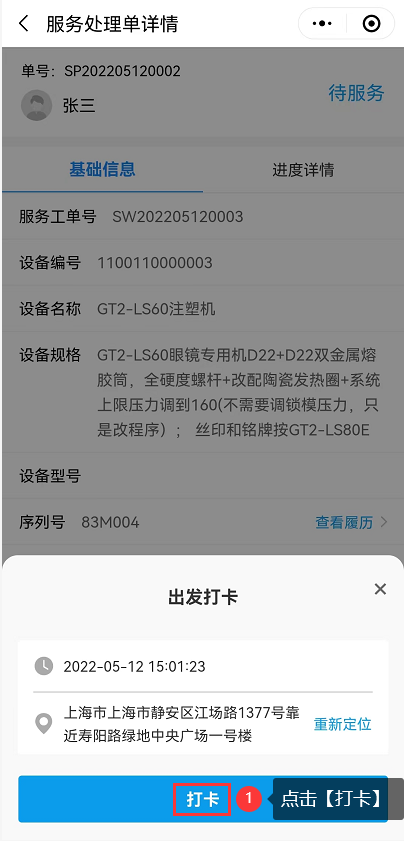 服务处理单详情
单号：SP202205120002
张三
待服务
基础信息 进度详情
服务工单号 SW202205120003
设备编号 1100110000003
设备名称 GT2-LS60注塑机
设备规格 GT2-LS60眼镜专用机D22+D22双金属熔
胶筒，全硬度螺杆+改配陶瓷发热圈+系统
上限压力调到160(不需要调锁模压力，只
是改程序）； 丝印和铭牌按GT2-LS80E
设备型号
序列号 83M004 查看履历
出发打卡
2022-05-12 15:01:23
上海市上海市静安区江场路1377号靠
近寿阳路绿地中央广场一号楼
重新定位
打卡 1 点击【打卡】